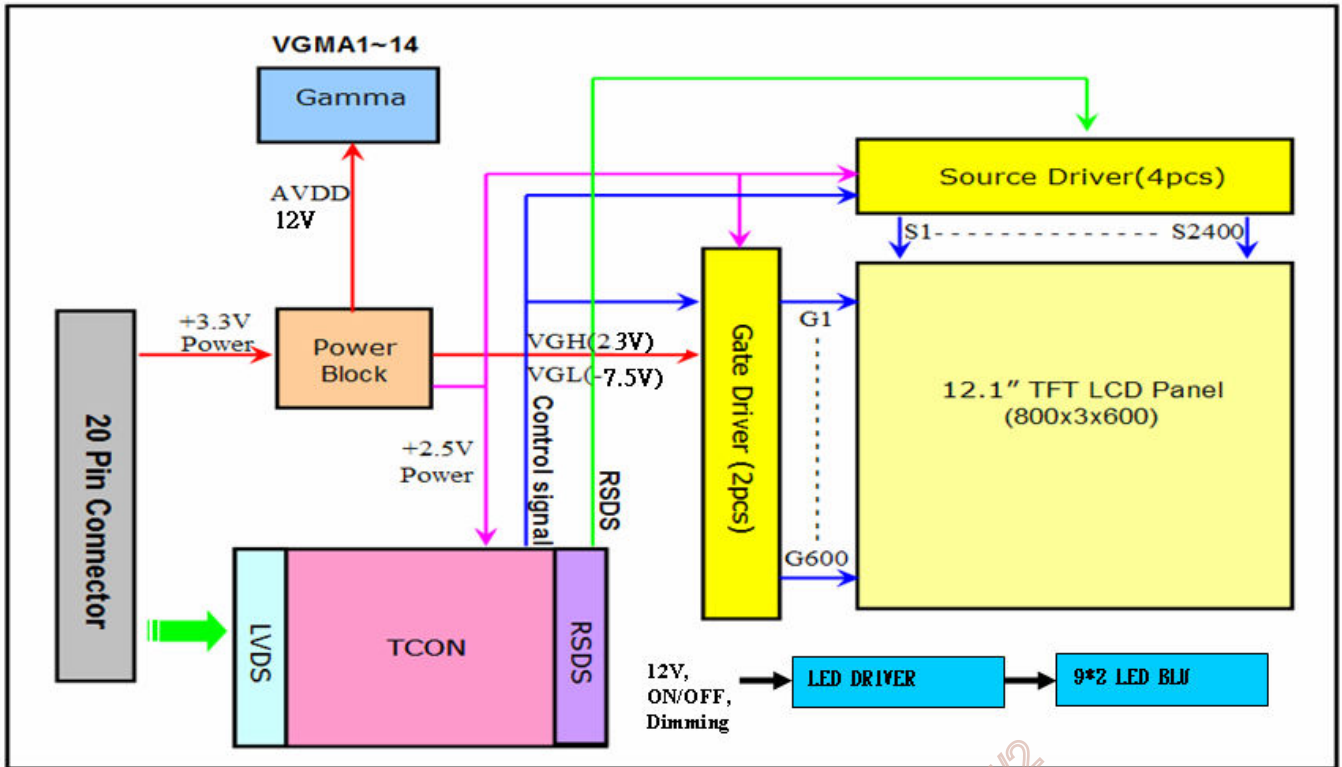 VGMA1~14
Gamma
AVDD
12V
Source Driver(4pcs)
S1- - - - - - - - - - - - - - S2400
+3.3V
Power
Power
Block
VGH(23V)
VGL(-7.5V)
G1
Gate Driver (2pcs)
12.1" TFT LCD Panel
(800x3x600)
20 Pin Connector
+2.5V
Power
Control signal
RSDS
G600
LVDS
TCON
RSDS
12V,
ON/OFF,
Dimming
LED DRIVER
9*2 LED BLU